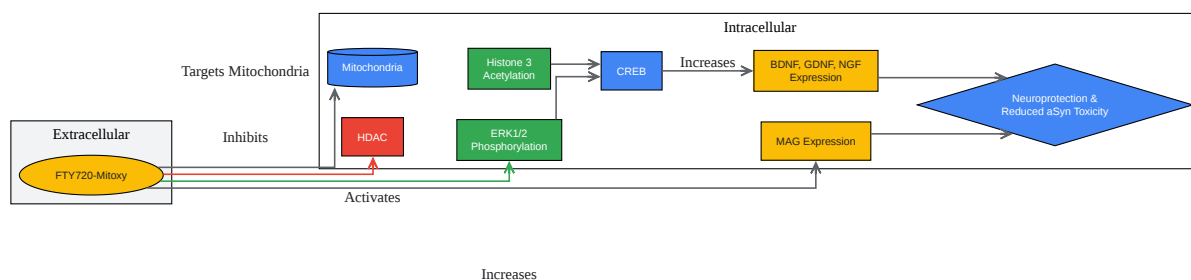 Intracellular
Targets Mitochondria
Mitochondria
Histone 3
Acetylation
CREB
Increases
BDNF, GDNF, NGF
Expression
Neuroprotection &
Reduced aSyn Toxicity
Extracellular
Inhibits
HDAC
ERK1/2
Phosphorylation
MAG Expression
FTY720-Mitoxy
Activates
Increases